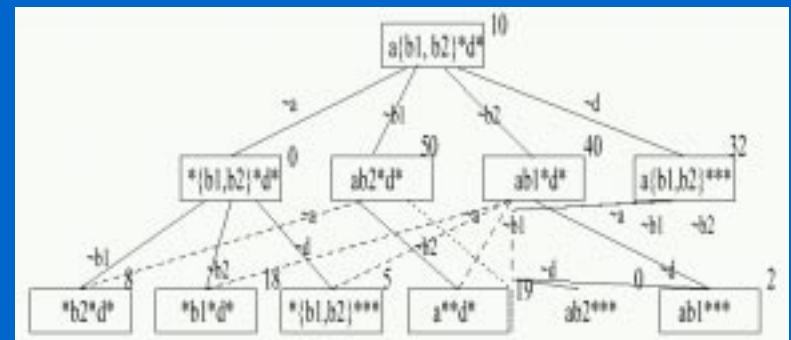 10
a{b1, b2}*d*
~a ~b1 ~b2 ~d
0 50 40 32
*{b1,b2}*d* ab2*d* ab1*d* a{b1,b2}***
~a ~a ~b1 ~a ~b1 ~b2
~b1 ~b2 ~d ~b2 ~d ~d
8 18 5 19 0 2
*b2*d* *b1*d* *{b1,b2}*** a**d* ab2*** ab1***